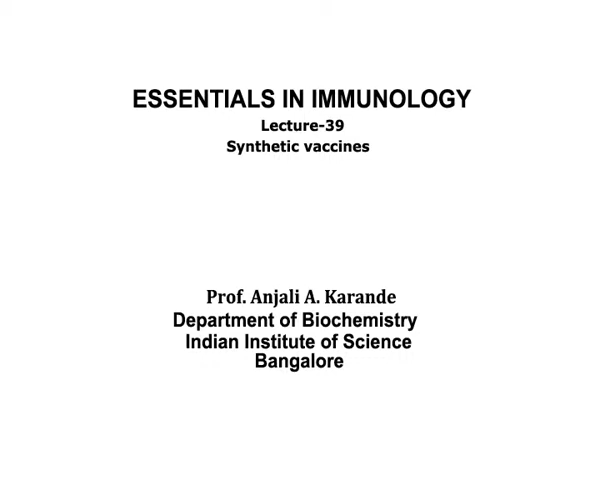 ESSENTIALS IN IMMUNOLOGY
Lecture-39
Synthetic vaccines
Prof. Anjali A. Karande
Department of Biochemistry
Indian Institute of Science
Bangalore